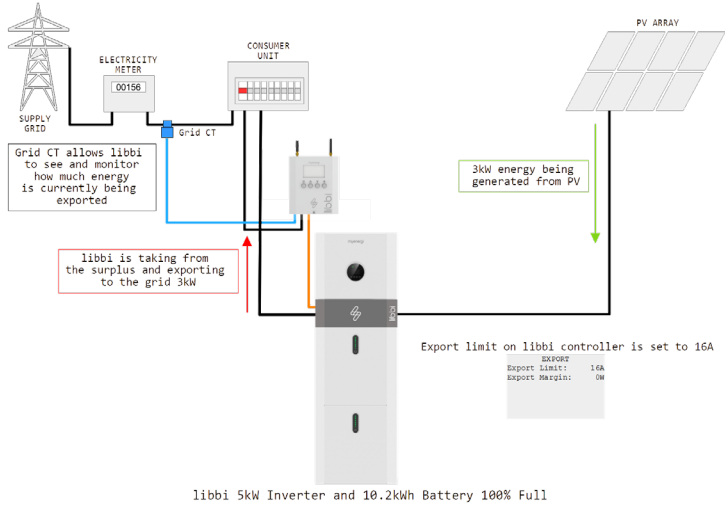 PV ARRAY
CONSUMER
UNIT
ELECTRICITY
METER
00156
SUPPLY
GRID
Grid CT
Grid CT allows libbi
to see and monitor
how much energy
is currently being
exported
3kW energy being
generated from PV
libbi
libbi is taking from
the surplus and exporting
to the grid 3kW
libbi
Export limit on libbi controller is set to 16A
EXPORT
Export Limit: 16A
Export Margin: 0W
libbi 5kW Inverter and 10.2kWh Battery 100% Full